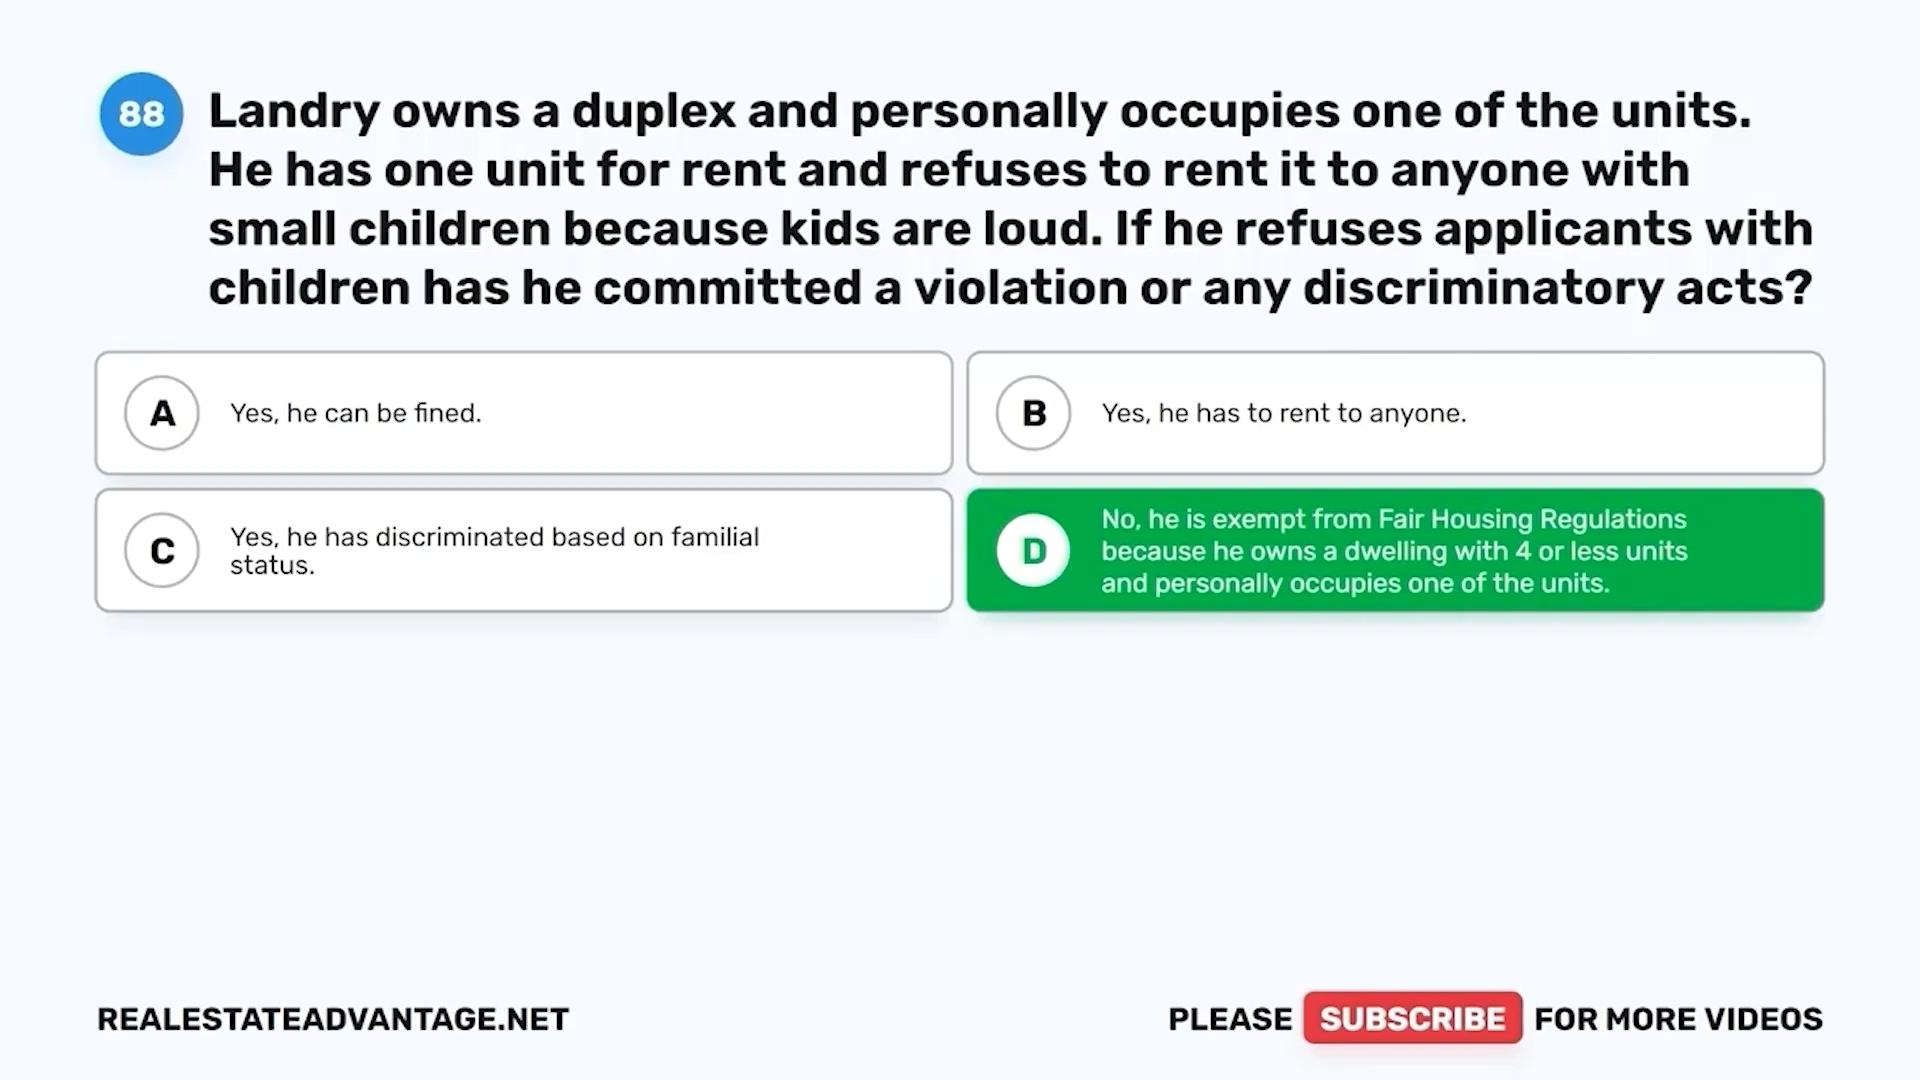 88
Landry owns a duplex and personally occupies one of the units.
He has one unit for rent and refuses to rent it to anyone with
small children because kids are loud. If he refuses applicants with
children has he committed a violation or any discriminatory acts?
A
Yes, he can be fined.
B
Yes, he has to rent to anyone.
C
Yes, he has discriminated based on familial
status.
D
No, he is exempt from Fair Housing Regulations
because he owns a dwelling with 4 or less units
and personally occupies one of the units.
REALESTATEADVANTAGE.NET
PLEASE SUBSCRIBE FOR MORE VIDEOS